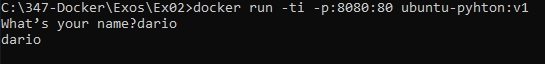 C:\347-Docker\Exos\Ex02>docker run -ti -p:8080:80 ubuntu-pyhton:v1
What’s your name?dario
dario